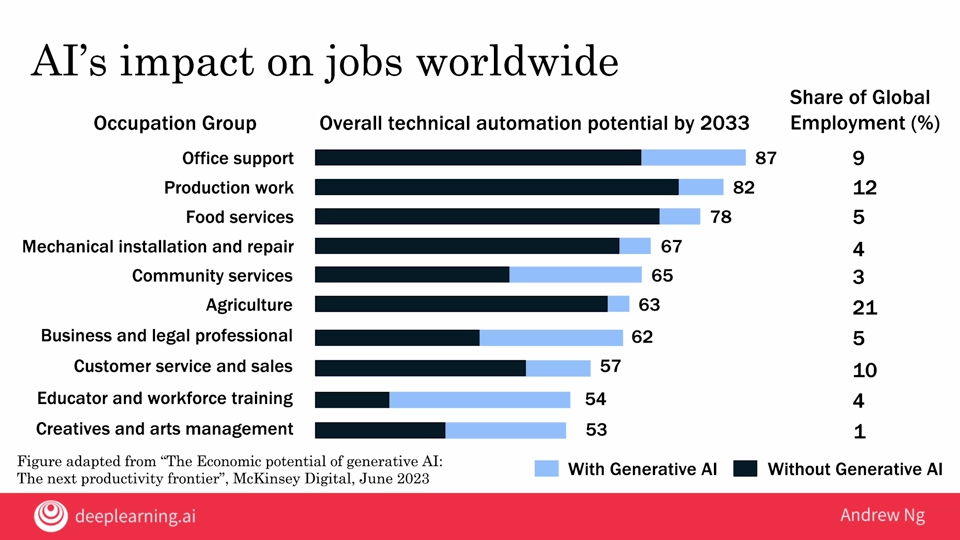 AI's impact on jobs worldwide
Share of Global
Employment (%)
Occupation Group Overall technical automation potential by 2033
Office support 87 9
Production work 82 12
Food services 78 5
Mechanical installation and repair 67 4
Community services 65 3
Agriculture 63 21
Business and legal professional 62 5
Customer service and sales 57 10
Educator and workforce training 54 4
Creatives and arts management 53 1
Figure adapted from “The Economic potential of generative AI:
The next productivity frontier”, McKinsey Digital, June 2023
With Generative AI Without Generative AI
deeplearning.ai Andrew Ng